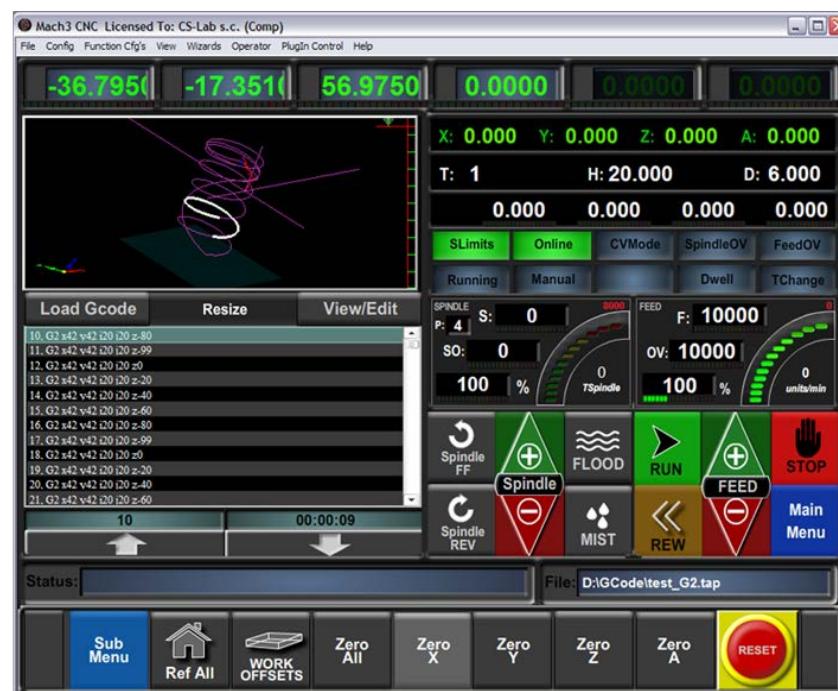 Mach3 CNC Licensed To: CS-Lab s.c. (Comp)
File Config Function Cfg's View Wizards Operator PlugIn Control Help
-36.7950 -17.3510 56.9750 0.0000 0.0000 0.0000
X: 0.000 Y: 0.000 Z: 0.000 A: 0.000
T: 1 H: 20.000 D: 6.000
0.000 0.000 0.000 0.000
SLimits Online CVMode SpindleOV FeedOV
Running Manual Dwell TChange
Load Gcode Resize View/Edit
SPINDLE 8000 FEED 0
P: 4 S: 0 F: 10000
SO: 0 OV: 10000
0 TSpindle 0 units/min
100 % 100 %
10, G2 x42 y42 i20 j20 z-80
11, G2 x42 y42 i20 j20 z-99
12, G2 x42 y42 i20 j20 z0
13, G2 x42 y42 i20 j20 z-20
14, G2 x42 y42 i20 j20 z-40
15, G2 x42 y42 i20 j20 z-60
16, G2 x42 y42 i20 j20 z-80
17, G2 x42 y42 i20 j20 z-99
18, G2 x42 y42 i20 j20 z0
19, G2 x42 y42 i20 j20 z-20
20, G2 x42 y42 i20 j20 z-40
21, G2 x42 y42 i20 j20 z-60
10 00:00:09
Spindle FF
FLOOD
RUN
STOP
Spindle
FEED
Spindle REV
MIST
REW
Main Menu
Status:
File: D:\GCode\test_G2.tap
Sub Menu
Ref All
WORK OFFSETS
Zero All
Zero X
Zero Y
Zero Z
Zero A
RESET